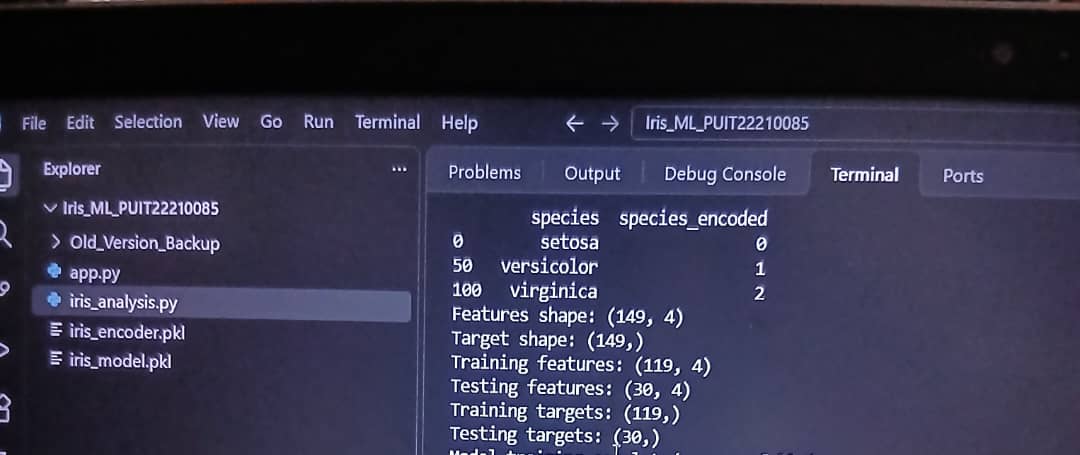 File Edit Selection View Go Run Terminal Help
Iris_ML_PUIT22210085
Explorer
Iris_ML_PUIT22210085
Old_Version_Backup
app.py
iris_analysis.py
iris_encoder.pkl
iris_model.pkl
Problems Output Debug Console Terminal Ports
species species_encoded
0 setosa 0
50 versicolor 1
100 virginica 2
Features shape: (149, 4)
Target shape: (149,)
Training features: (119, 4)
Testing features: (30, 4)
Training targets: (119,)
Testing targets: (30,)